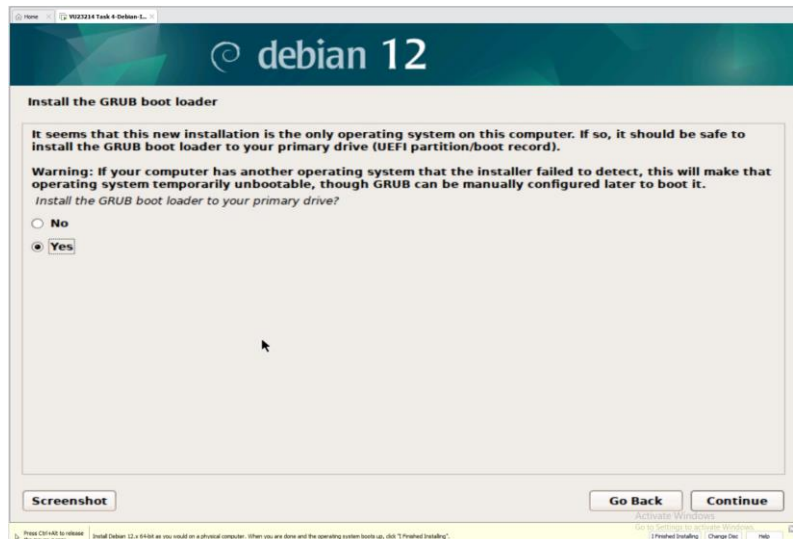 Home
VU23214 Task 4-Debian-I...
debian 12
Install the GRUB boot loader
It seems that this new installation is the only operating system on this computer. If so, it should be safe to
install the GRUB boot loader to your primary drive (UEFI partition/boot record).
Warning: If your computer has another operating system that the installer failed to detect, this will make that
operating system temporarily unbootable, though GRUB can be manually configured later to boot it.
Install the GRUB boot loader to your primary drive?
No
Yes
Screenshot
Go Back
Continue
Activate Windows
Go to Settings to activate Windows.
Press Ctrl+Alt to release
Install Debian 12.x 64-bit as you would on a physical computer. When you are done and the operating system boots up, click "I Finished Installing".
I Finished Installing
Change Disc
Help